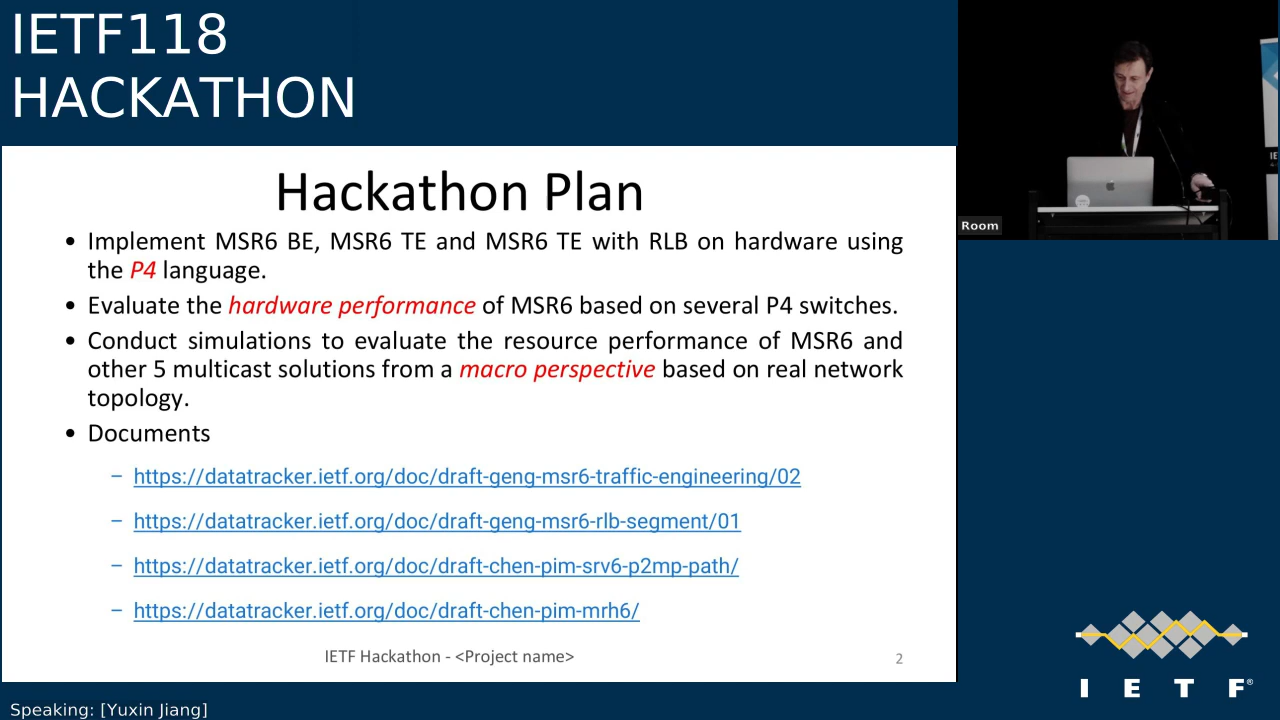 IETF118
HACKATHON
Hackathon Plan
• Implement MSR6 BE, MSR6 TE and MSR6 TE with RLB on hardware using
the P4 language.
• Evaluate the hardware performance of MSR6 based on several P4 switches.
• Conduct simulations to evaluate the resource performance of MSR6 and
other 5 multicast solutions from a macro perspective based on real network
topology.
• Documents
– https://datatracker.ietf.org/doc/draft-geng-msr6-traffic-engineering/02
– https://datatracker.ietf.org/doc/draft-geng-msr6-rlb-segment/01
– https://datatracker.ietf.org/doc/draft-chen-pim-srv6-p2mp-path/
– https://datatracker.ietf.org/doc/draft-chen-pim-mrh6/
IETF Hackathon - <Project name>
2
Room
IE
I E T F®
Speaking: [Yuxin Jiang]